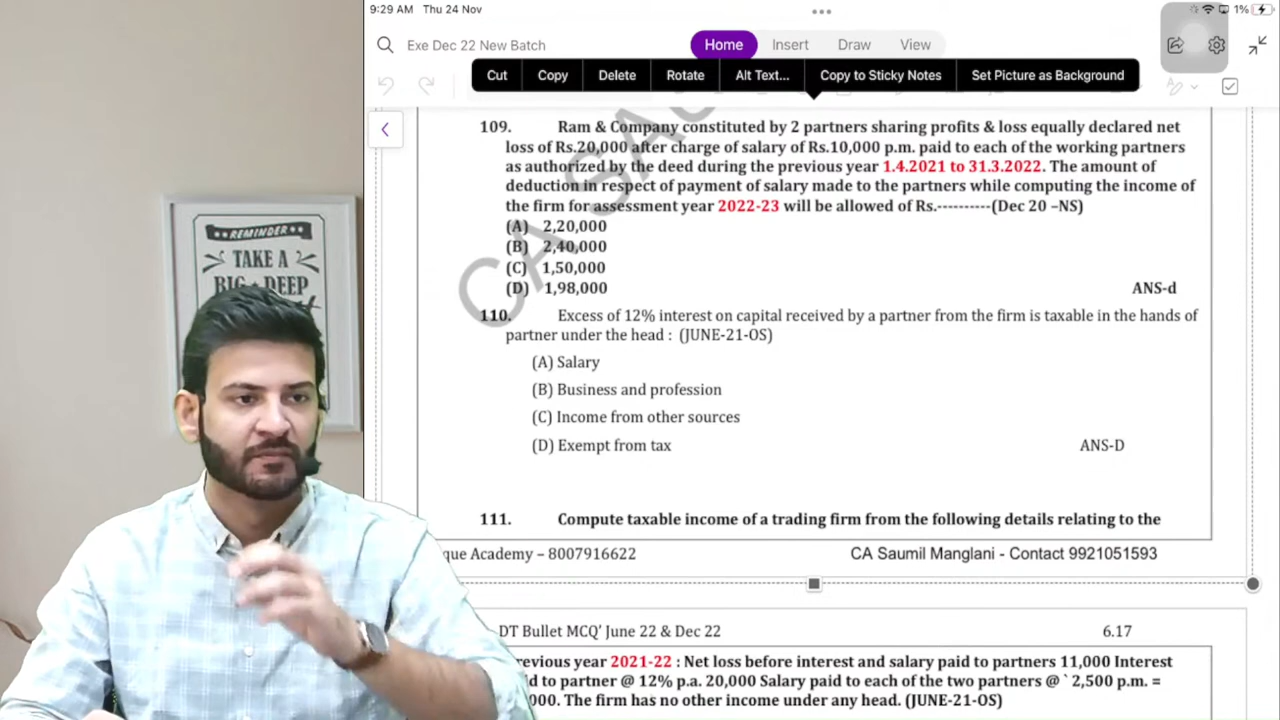 9:29 AM Thu 24 Nov
1%
Exe Dec 22 New Batch
Home Insert Draw View
Cut Copy Delete Rotate Alt Text... Copy to Sticky Notes Set Picture as Background
109. Ram & Company constituted by 2 partners sharing profits & loss equally declared net
loss of Rs.20,000 after charge of salary of Rs.10,000 p.m. paid to each of the working partners
as authorized by the deed during the previous year 1.4.2021 to 31.3.2022. The amount of
deduction in respect of payment of salary made to the partners while computing the income of
the firm for assessment year 2022-23 will be allowed of Rs.----------(Dec 20 –NS)
(A) 2,20,000
(B) 2,40,000
(C) 1,50,000
(D) 1,98,000 ANS-d
110. Excess of 12% interest on capital received by a partner from the firm is taxable in the hands of
partner under the head : (JUNE-21-OS)
(A) Salary
(B) Business and profession
(C) Income from other sources
(D) Exempt from tax ANS-D
111. Compute taxable income of a trading firm from the following details relating to the
que Academy – 8007916622 CA Saumil Manglani - Contact 9921051593
DT Bullet MCQ' June 22 & Dec 22 6.17
revious year 2021-22 : Net loss before interest and salary paid to partners 11,000 Interest
d to partner @ 12% p.a. 20,000 Salary paid to each of the two partners @ ` 2,500 p.m. =
000. The firm has no other income under any head. (JUNE-21-OS)
REMINDER
TAKE A
BIG DEEP
CA SAU